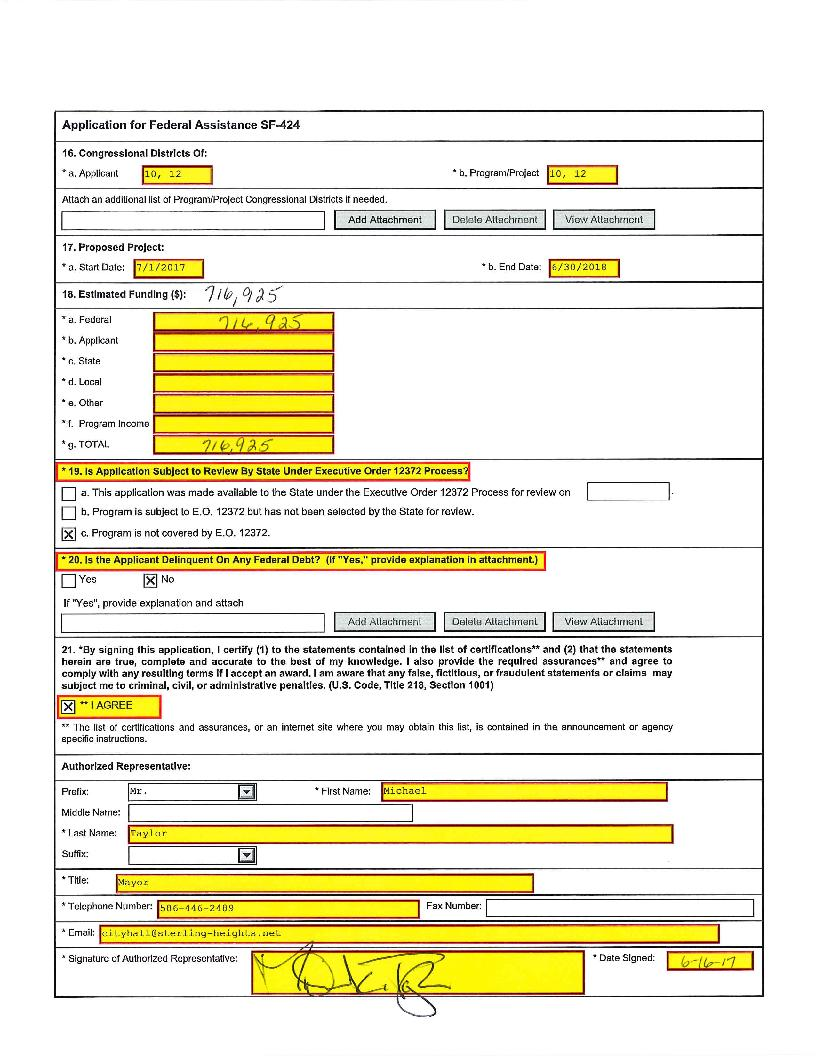 Application for Federal Assistance SF-424
16. Congressional Districts Of:
* a. Applicant 10, 12 * b. Program/Project 10, 12
Attach an additional list of Program/Project Congressional Districts if needed.
Add Attachment Delete Attachment View Attachment
17. Proposed Project:
* a. Start Date: 7/1/2017 * b. End Date: 6/30/2018
18. Estimated Funding ($): 716,925
* a. Federal 716,925
* b. Applicant
* c. State
* d. Local
* e. Other
* f. Program Income
* g. TOTAL 716,925
* 19. Is Application Subject to Review By State Under Executive Order 12372 Process?
a. This application was made available to the State under the Executive Order 12372 Process for review on .
b. Program is subject to E.O. 12372 but has not been selected by the State for review.
c. Program is not covered by E.O. 12372.
* 20. Is the Applicant Delinquent On Any Federal Debt? (If "Yes," provide explanation in attachment.)
Yes No
If "Yes", provide explanation and attach
Add Attachment Delete Attachment View Attachment
21. *By signing this application, I certify (1) to the statements contained in the list of certifications** and (2) that the statements
herein are true, complete and accurate to the best of my knowledge. I also provide the required assurances** and agree to
comply with any resulting terms if I accept an award. I am aware that any false, fictitious, or fraudulent statements or claims may
subject me to criminal, civil, or administrative penalties. (U.S. Code, Title 218, Section 1001)
** I AGREE
** The list of certifications and assurances, or an internet site where you may obtain this list, is contained in the announcement or agency
specific instructions.
Authorized Representative:
Prefix: Mr. * First Name: Michael
Middle Name:
* Last Name: Taylor
Suffix:
* Title: Mayor
* Telephone Number: 586-446-2489 Fax Number:
* Email: cityhall@sterling-heights.net
* Signature of Authorized Representative: * Date Signed: 6-16-17